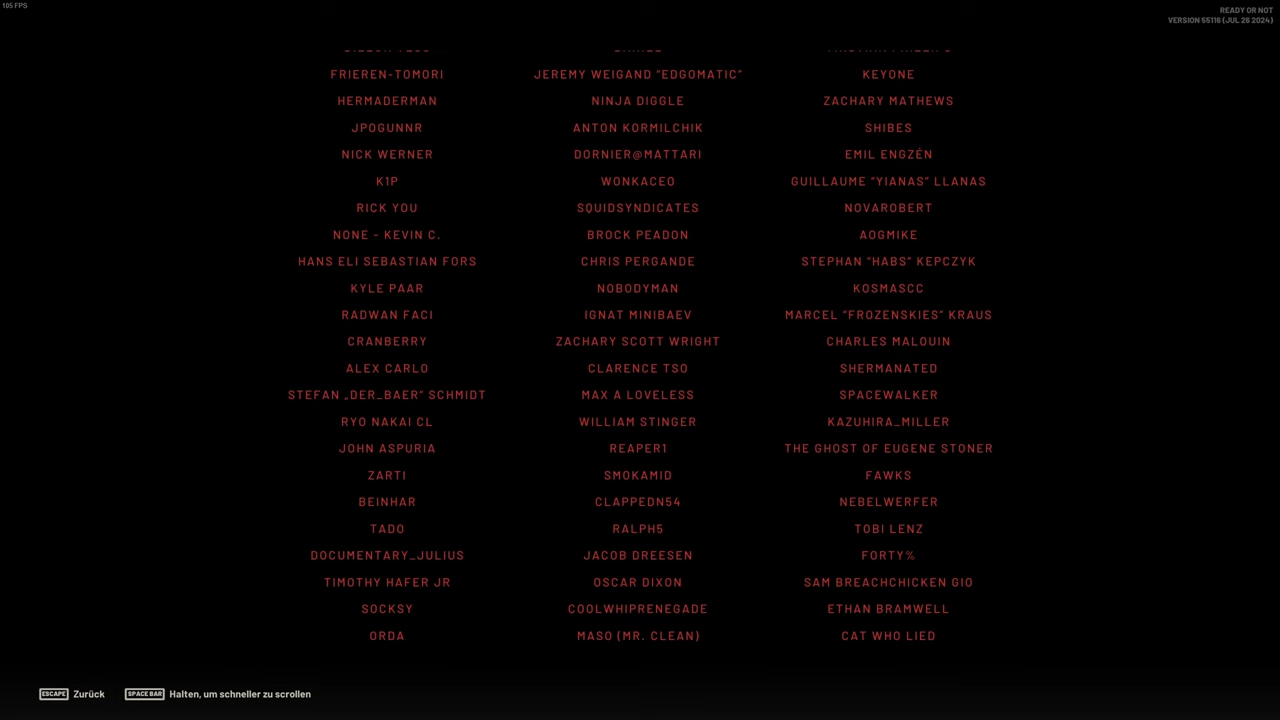 105 FPS
READY OR NOT
VERSION 55116 (JUL 26 2024)
FRIEREN-TOMORI JEREMY WEIGAND "EDGOMATIC" KEYONE
HERMADERMAN NINJA DIGGLE ZACHARY MATHEWS
JPOGUNNR ANTON KORMILCHIK SHIBES
NICK WERNER DORNIER@MATTARI EMIL ENGZÉN
K1P WONKACEO GUILLAUME "YIANAS" LLANAS
RICK YOU SQUIDSYNDICATES NOVAROBERT
NONE - KEVIN C. BROCK PEADON AOGMIKE
HANS ELI SEBASTIAN FORS CHRIS PERGANDE STEPHAN "HABS" KEPCZYK
KYLE PAAR NOBODYMAN KOSMASCC
RADWAN FACI IGNAT MINIBAEV MARCEL "FROZENSKIES" KRAUS
CRANBERRY ZACHARY SCOTT WRIGHT CHARLES MALOUIN
ALEX CARLO CLARENCE TSO SHERMANATED
STEFAN „DER_BAER“ SCHMIDT MAX A LOVELESS SPACEWALKER
RYO NAKAI CL WILLIAM STINGER KAZUHIRA_MILLER
JOHN ASPURIA REAPER1 THE GHOST OF EUGENE STONER
ZARTI SMOKAMID FAWKS
BEINHAR CLAPPEDN54 NEBELWERFER
TADO RALPH5 TOBI LENZ
DOCUMENTARY_JULIUS JACOB DREESEN FORTY%
TIMOTHY HAFER JR OSCAR DIXON SAM BREACHCHICKEN GIO
SOCKSY COOLWHIPRENEGADE ETHAN BRAMWELL
ORDA MASO (MR. CLEAN) CAT WHO LIED
ESCAPE Zurück SPACE BAR Halten, um schneller zu scrollen